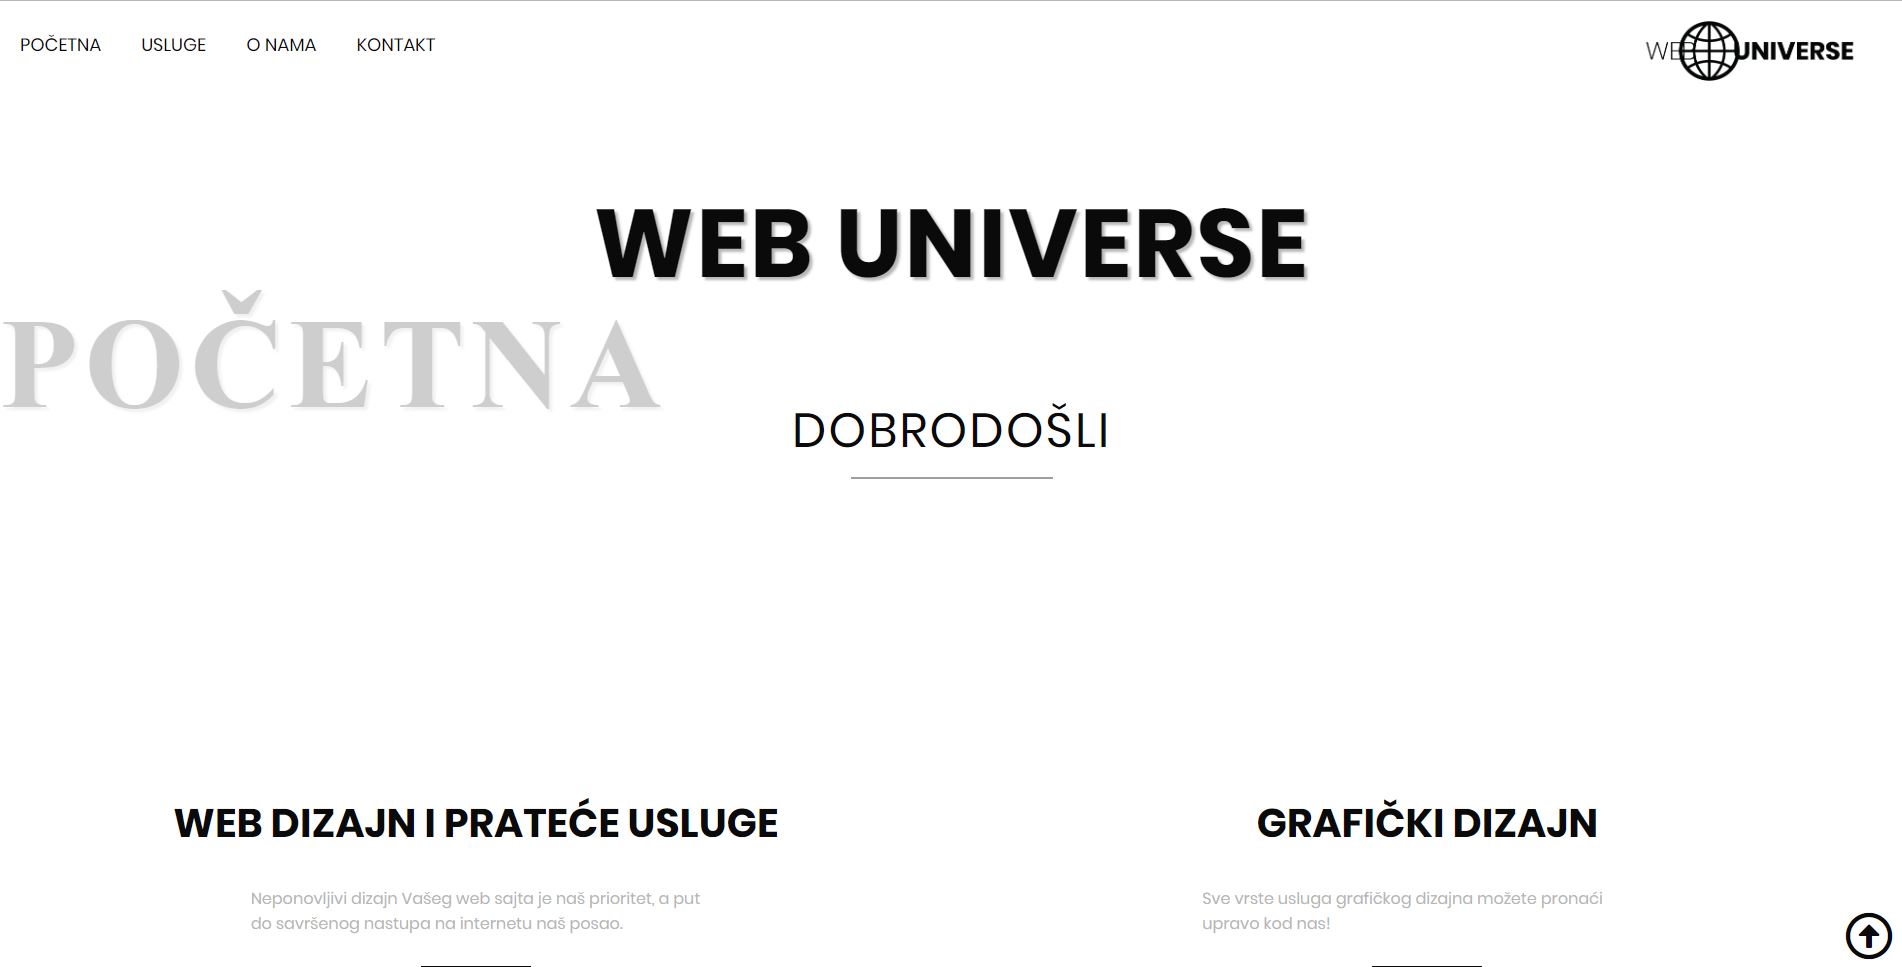 POČETNA
USLUGE
O NAMA
KONTAKT
WEB UNIVERSE
WEB UNIVERSE
POČETNA
DOBRODOŠLI
WEB DIZAJN I PRATEĆE USLUGE
Neponovljivi dizajn Vašeg web sajta je naš prioritet, a put
do savršenog nastupa na internetu naš posao.
GRAFIČKI DIZAJN
Sve vrste usluga grafičkog dizajna možete pronaći
upravo kod nas!